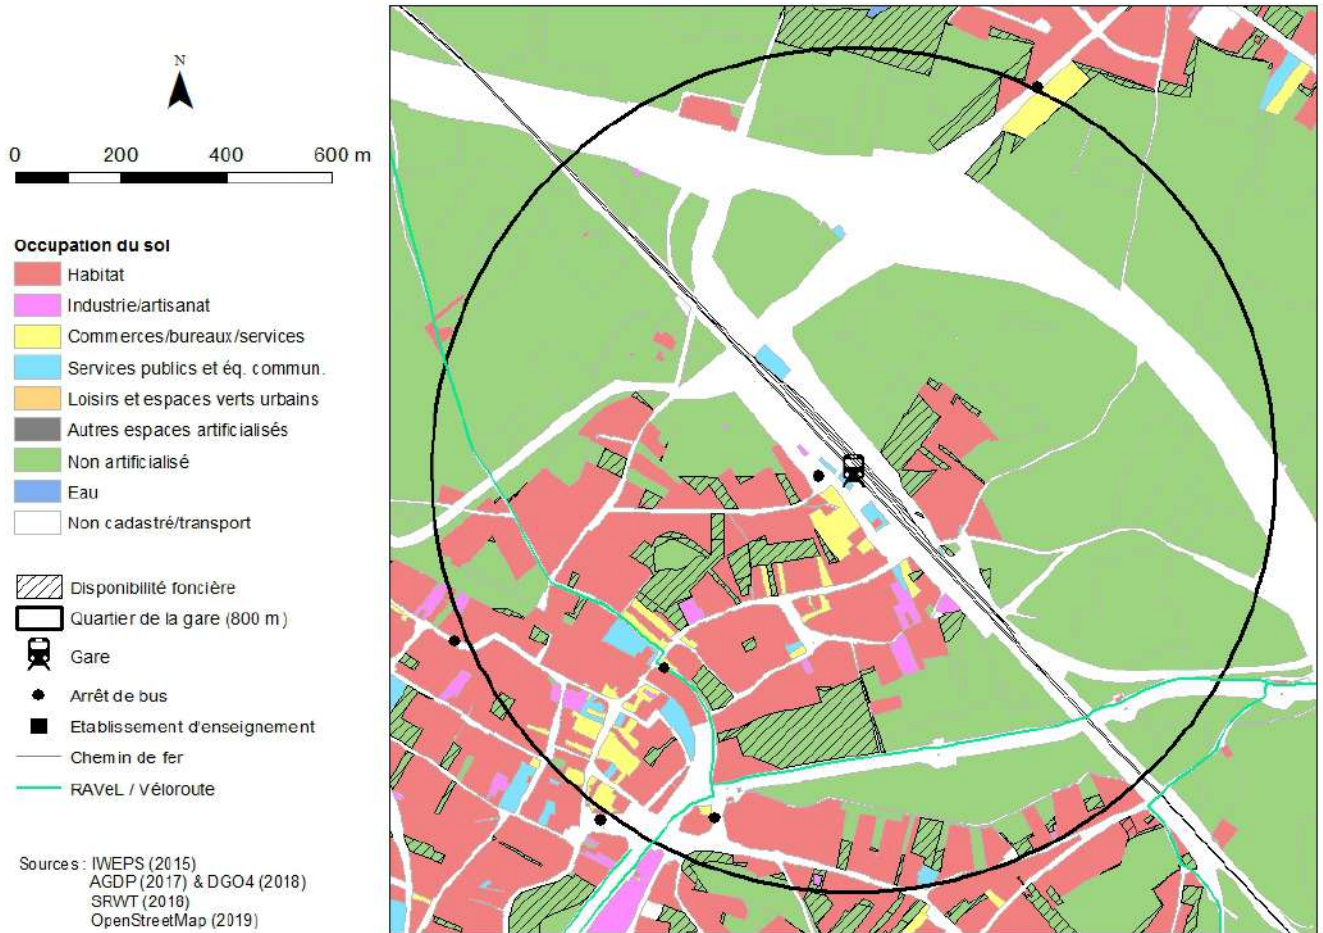 N
0 200 400 600 m
Occupation du sol
Habitat
Industrie/artisanat
Commerces/bureaux/services
Services publics et éq. commun.
Loisirs et espaces verts urbains
Autres espaces artificialisés
Non artificialisé
Eau
Non cadastré/transport
Disponibilité foncière
Quartier de la gare (800 m)
Gare
Arrêt de bus
Etablissement d'enseignement
Chemin de fer
RAVeL / Véloroute
Sources : IWEPS (2015)
AGDP (2017) & DGO4 (2018)
SRWT (2018)
OpenStreetMap (2019)